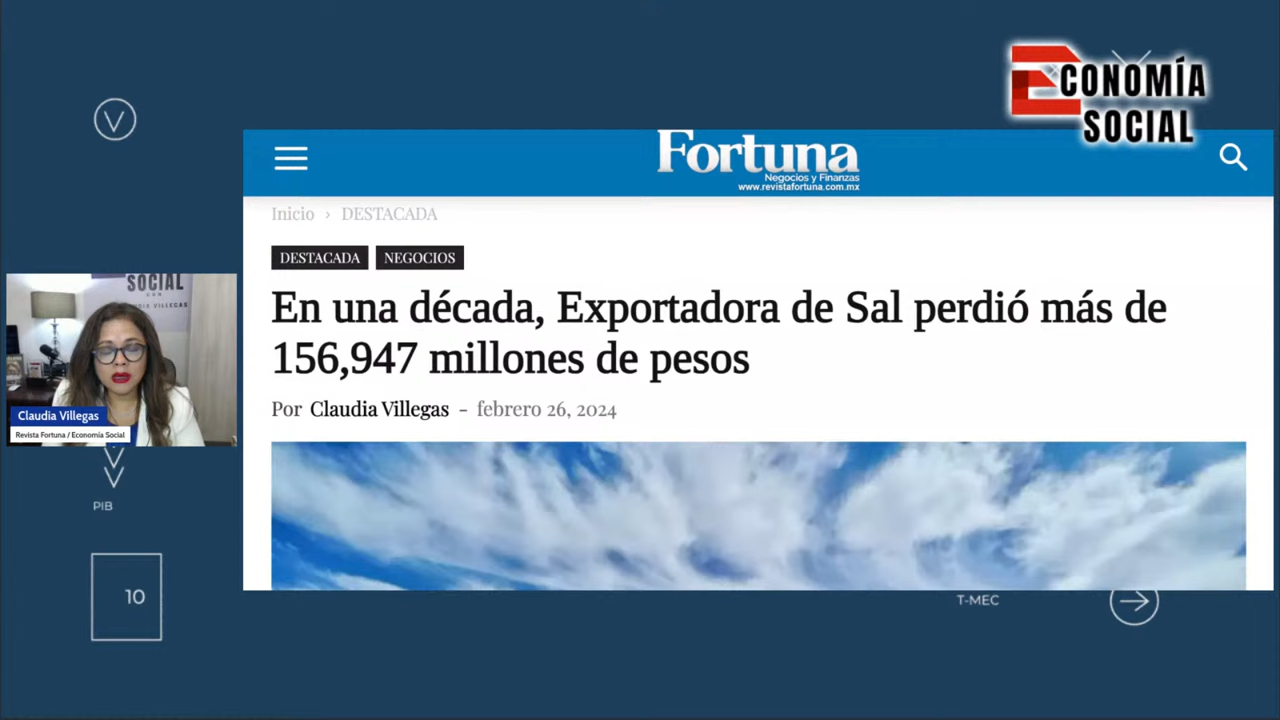 ECONOMÍA
SOCIAL
Fortuna
Negocios y Finanzas
www.revistafortuna.com.mx
Inicio › DESTACADA
DESTACADA NEGOCIOS
En una década, Exportadora de Sal perdió más de
156,947 millones de pesos
Por Claudia Villegas - febrero 26, 2024
SOCIAL
Claudia Villegas
Revista Fortuna / Economía Social
PIB
10
T-MEC